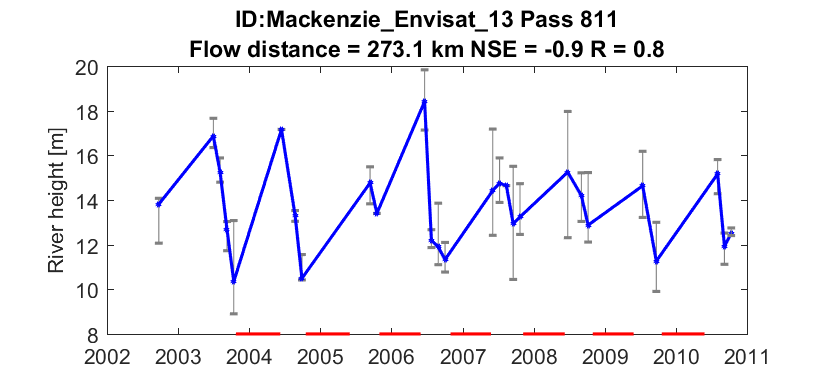 ID:Mackenzie_Envisat_13 Pass 811
Flow distance = 273.1 km NSE = -0.9 R = 0.8
20
18
16
14
12
10
8
River height [m]
2002 2003 2004 2005 2006 2007 2008 2009 2010 2011